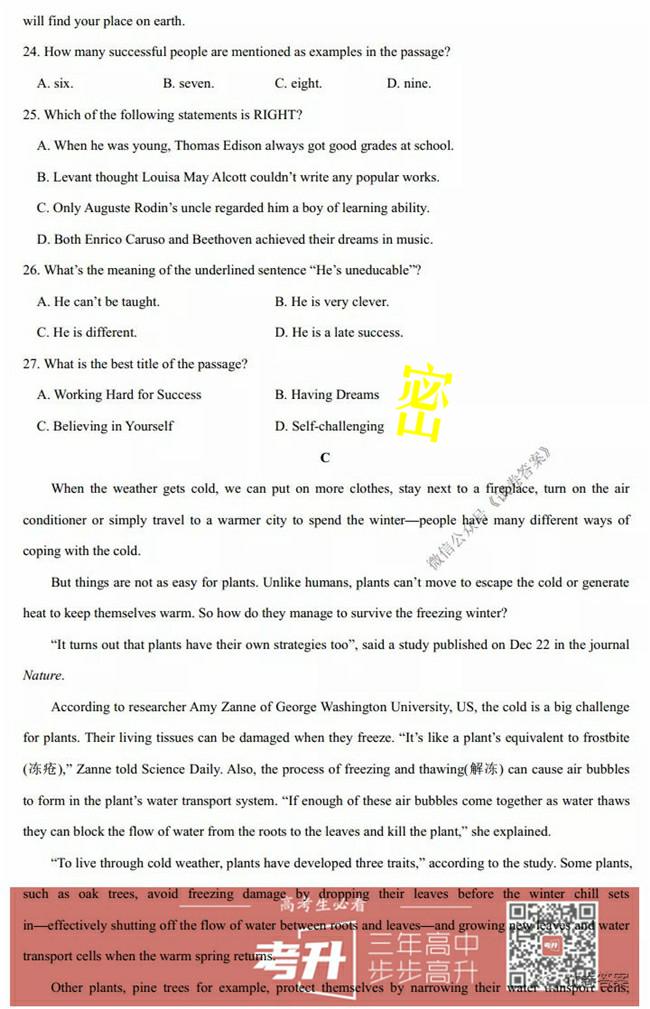 will find your place on earth.
24. How many successful people are mentioned as examples in the passage?
A. six. B. seven. C. eight. D. nine.
25. Which of the following statements is RIGHT?
A. When he was young, Thomas Edison always got good grades at school.
B. Levant thought Louisa May Alcott couldn't write any popular works.
C. Only Auguste Rodin's uncle regarded him a boy of learning ability.
D. Both Enrico Caruso and Beethoven achieved their dreams in music.
26. What's the meaning of the underlined sentence “He's uneducable”?
A. He can't be taught. B. He is very clever.
C. He is different. D. He is a late success.
27. What is the best title of the passage?
A. Working Hard for Success B. Having Dreams
C. Believing in Yourself D. Self-challenging
密
C
When the weather gets cold, we can put on more clothes, stay next to a fireplace, turn on the air
conditioner or simply travel to a warmer city to spend the winter—people have many different ways of
coping with the cold.
微信公众号《试卷答案》
But things are not as easy for plants. Unlike humans, plants can't move to escape the cold or generate
heat to keep themselves warm. So how do they manage to survive the freezing winter?
“It turns out that plants have their own strategies too”, said a study published on Dec 22 in the journal
Nature.
According to researcher Amy Zanne of George Washington University, US, the cold is a big challenge
for plants. Their living tissues can be damaged when they freeze. “It's like a plant's equivalent to frostbite
(冻疮),” Zanne told Science Daily. Also, the process of freezing and thawing(解冻) can cause air bubbles
to form in the plant's water transport system. “If enough of these air bubbles come together as water thaws
they can block the flow of water from the roots to the leaves and kill the plant,” she explained.
“To live through cold weather, plants have developed three traits,” according to the study. Some plants,
such as oak trees, avoid freezing damage by dropping their leaves before the winter chill sets
高考生必看
in—effectively shutting off the flow of water between roots and leaves—and growing new leaves and water
transport cells when the warm spring returns.
考升
三年高中
步步高升
考升
Other plants, pine trees for example, protect themselves by narrowing their water transport cells,
答案